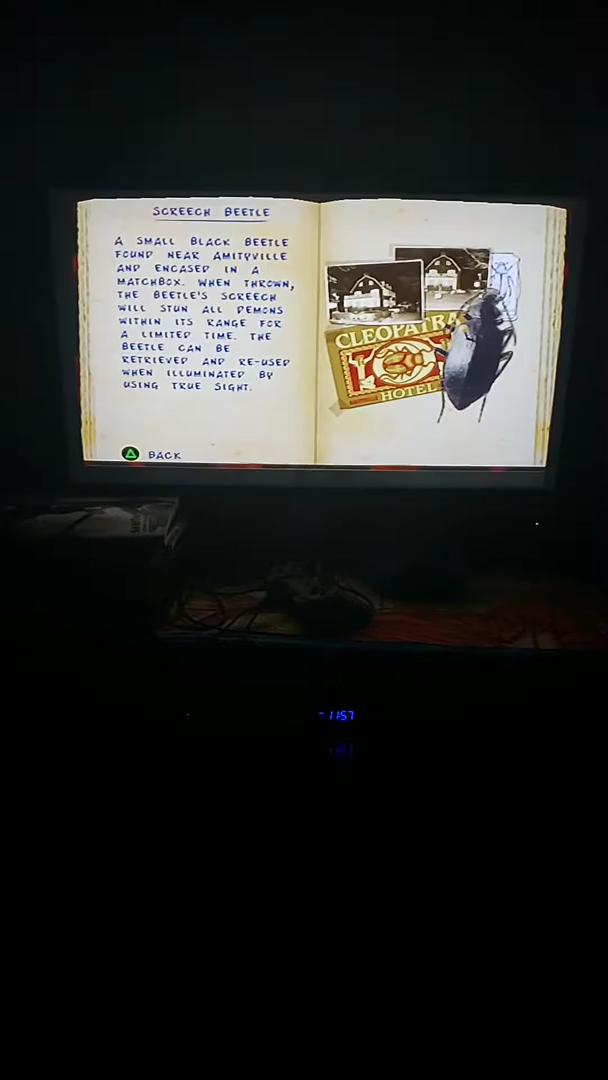 SCREECH BEETLE
A SMALL BLACK BEETLE
FOUND NEAR AMITYVILLE
AND ENCASED IN A
MATCHBOX. WHEN THROWN,
THE BEETLE'S SCREECH
WILL STUN ALL DEMONS
WITHIN ITS RANGE FOR
A LIMITED TIME. THE
BEETLE CAN BE
RETRIEVED AND RE-USED
WHEN ILLUMINATED BY
USING TRUE SIGHT.
BACK
CLEOPATRA
HOTEL
11:57